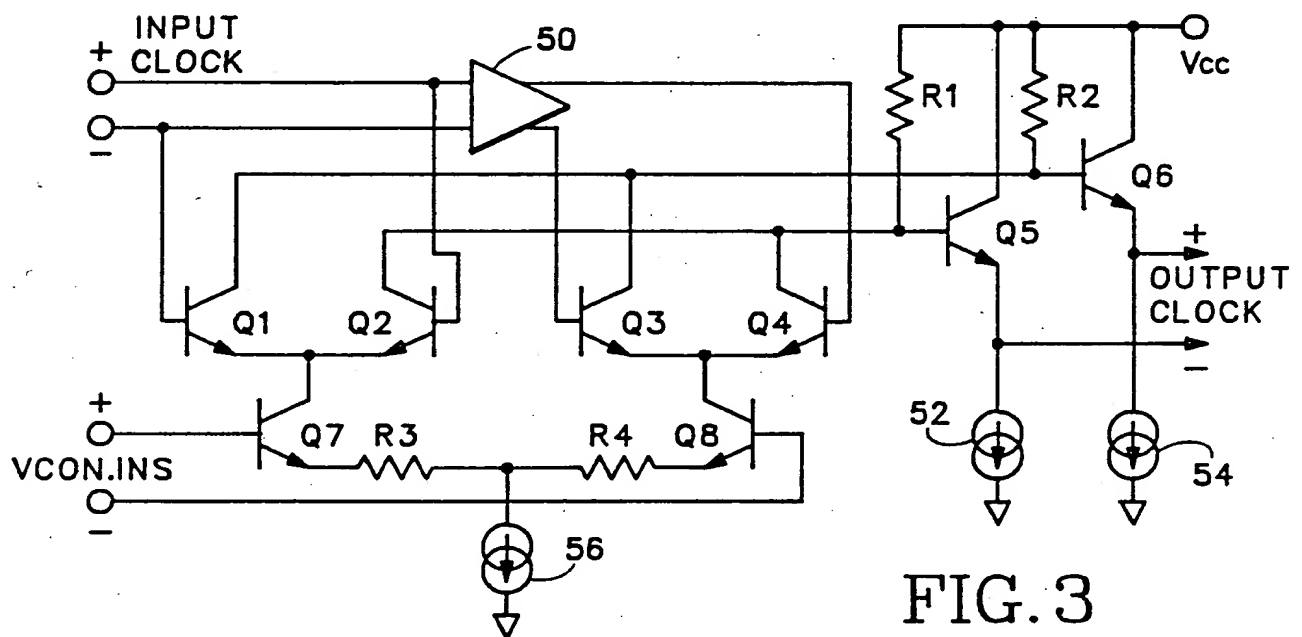 INPUT
CLOCK
+
−
50
R1
R2
Vcc
Q6
Q5
+
OUTPUT
CLOCK
−
Q1
Q2
Q3
Q4
+
VCON.INS
−
Q7
R3
R4
Q8
52
54
56
FIG. 3